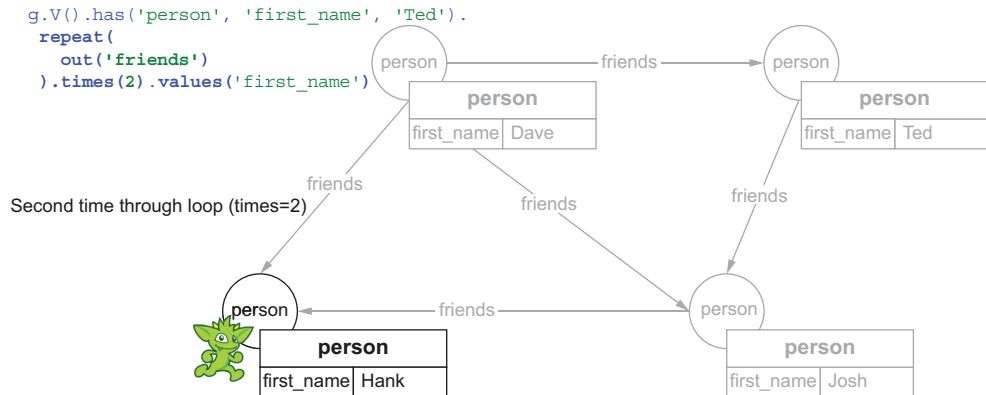 g.V().has('person', 'first_name', 'Ted').
repeat(
out('friends')
).times(2).values('first_name')
person
friends
person
person
first_name Dave
person
first_name Ted
friends
friends
friends
Second time through loop (times=2)
person
friends
person
person
first_name Hank
person
first_name Josh